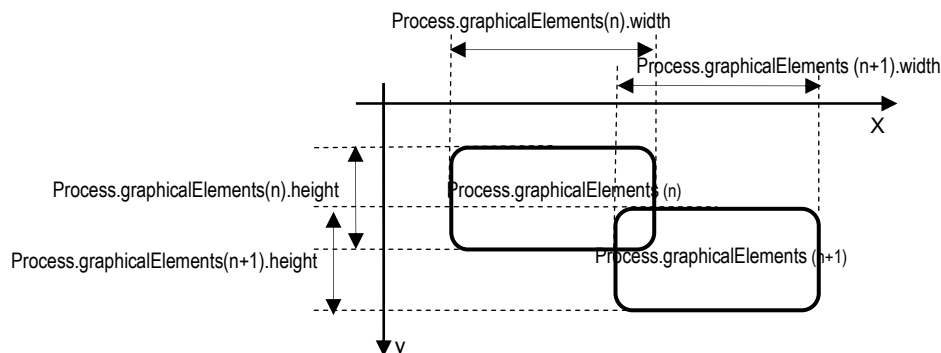 Process.graphicalElements(n).width
Process.graphicalElements (n+1).width
X
Process.graphicalElements(n).height
Process.graphicalElements (n)
Process.graphicalElements(n+1).height
Process.graphicalElements (n+1)
y